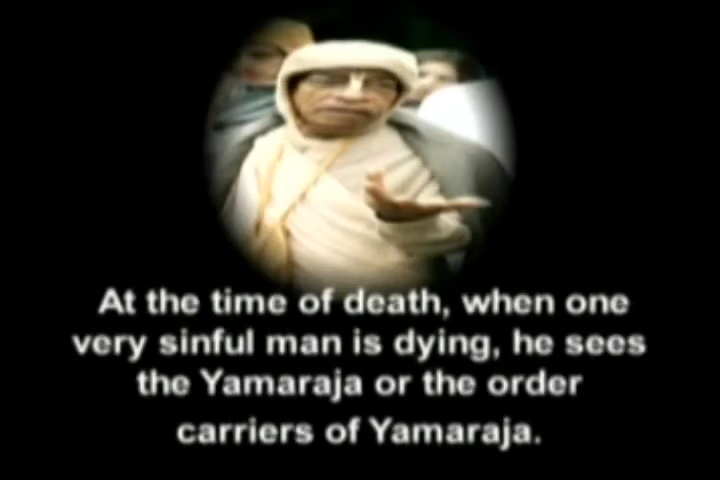 At the time of death, when one
very sinful man is dying, he sees
the Yamaraja or the order
carriers of Yamaraja.